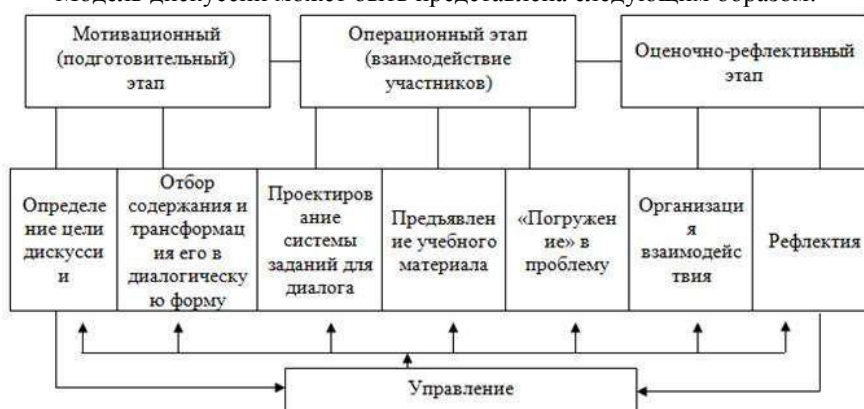 Модель дискуссии может быть представлена следующим образом:
Мотивационный
(подготовительный)
этап
Операционный этап
(взаимодействие
участников)
Оценочно-рефлективный
этап
Определе
ние цели
дискусси
и
Отбор
содержания и
трансформац
ия его в
диалогическу
ю форму
Проектиров
ание
системы
заданий для
диалога
Предъявлен
ие учебного
материала
«Погружен
ие» в
проблему
Организаци
я
взаимодейс
твия
Рефлектия
Управление